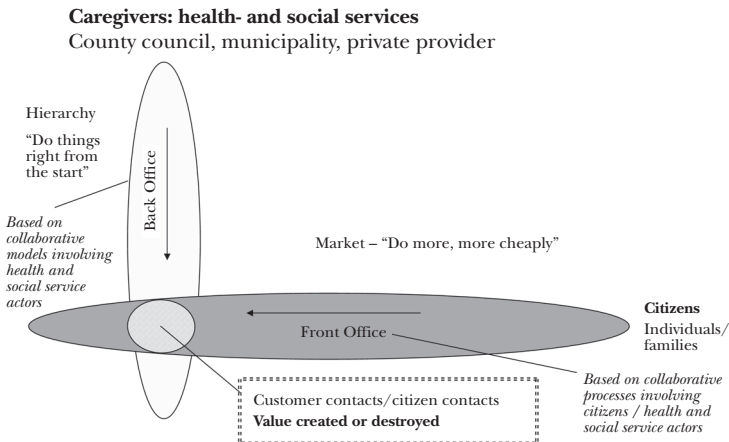 Caregivers: health- and social services
County council, municipality, private provider
Hierarchy
“Do things
right from
the start”
Back Office
Based on
collaborative
models involving
health and
social service
actors
Market – “Do more, more cheaply”
Front Office
Citizens
Individuals/
families
Customer contacts/citizen contacts
Value created or destroyed
Based on collaborative
processes involving
citizens / health and
social service actors